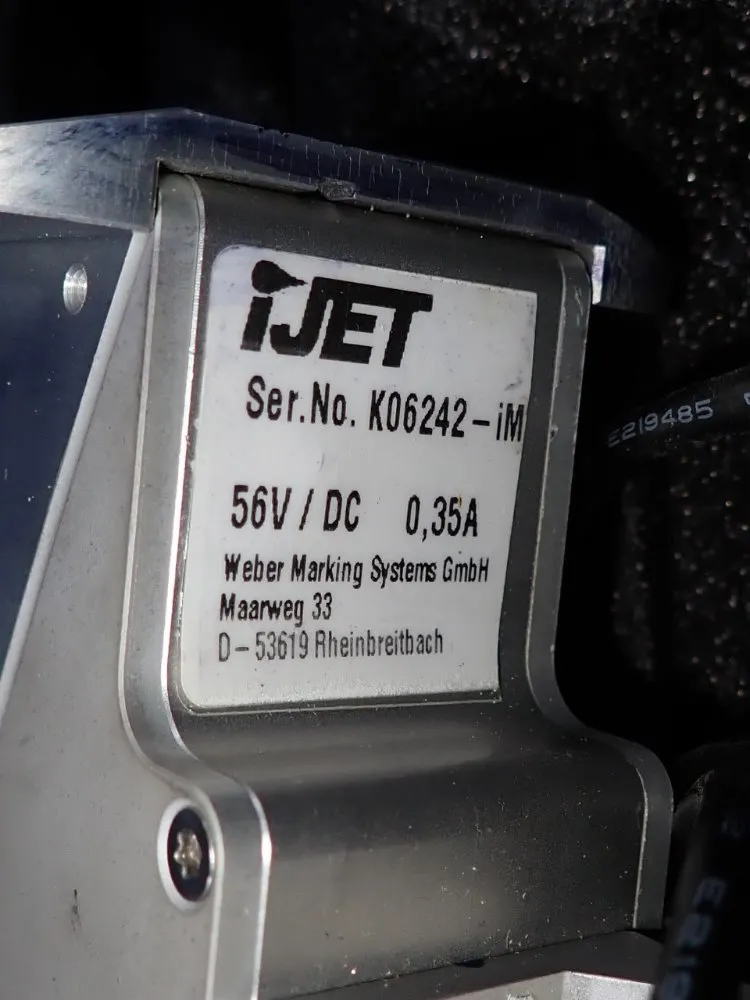 iJET
Ser.No. K06242-iM
56V / DC 0,35A
Weber Marking Systems GmbH
Maarweg 33
D-53619 Rheinbreitbach
E219485